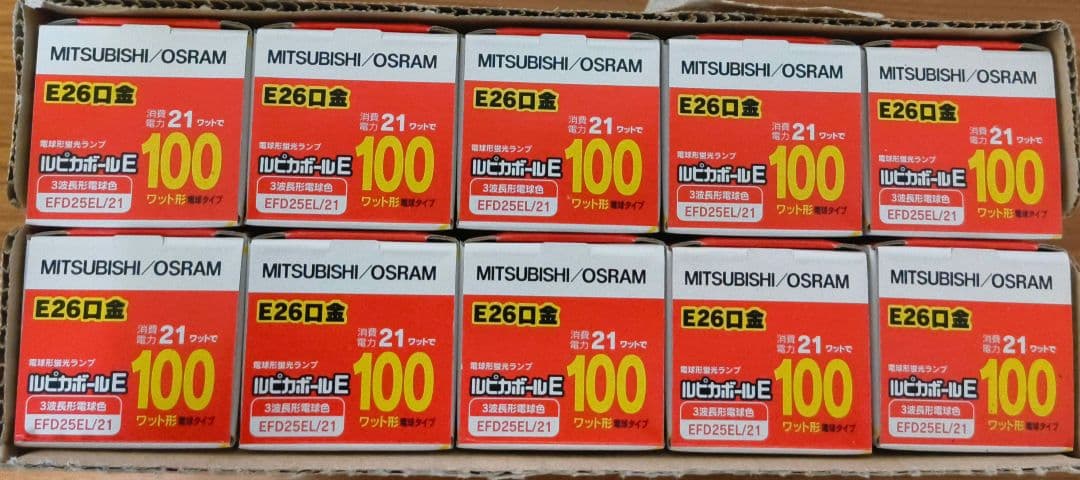 MITSUBISHI/OSRAM
E26口金
消費電力21ワットで
電球形蛍光ランプ
ルピカボールE
100
3波長形電球色
ワット形電球タイプ
EFD25EL/21
MITSUBISHI/OSRAM
E26口金
消費電力21ワットで
電球形蛍光ランプ
ルピカボールE
100
3波長形電球色
ワット形電球タイプ
EFD25EL/21
MITSUBISHI/OSRAM
E26口金
消費電力21ワットで
電球形蛍光ランプ
ルピカボールE
100
3波長形電球色
ワット形電球タイプ
EFD25EL/21
MITSUBISHI/OSRAM
E26口金
消費電力21ワットで
電球形蛍光ランプ
ルピカボールE
100
3波長形電球色
ワット形電球タイプ
EFD25EL/21
MITSUBISHI/OSRAM
E26口金
消費電力21ワットで
電球形蛍光ランプ
ルピカボールE
100
3波長形電球色
ワット形電球タイプ
EFD25EL/21
MITSUBISHI/OSRAM
E26口金
消費電力21ワットで
電球形蛍光ランプ
ルピカボールE
100
3波長形電球色
ワット形電球タイプ
EFD25EL/21
MITSUBISHI/OSRAM
E26口金
消費電力21ワットで
電球形蛍光ランプ
ルピカボールE
100
3波長形電球色
ワット形電球タイプ
EFD25EL/21
MITSUBISHI/OSRAM
E26口金
消費電力21ワットで
電球形蛍光ランプ
ルピカボールE
100
3波長形電球色
ワット形電球タイプ
EFD25EL/21
MITSUBISHI/OSRAM
E26口金
消費電力21ワットで
電球形蛍光ランプ
ルピカボールE
100
3波長形電球色
ワット形電球タイプ
EFD25EL/21
MITSUBISHI/OSRAM
E26口金
消費電力21ワットで
電球形蛍光ランプ
ルピカボールE
100
3波長形電球色
ワット形電球タイプ
EFD25EL/21